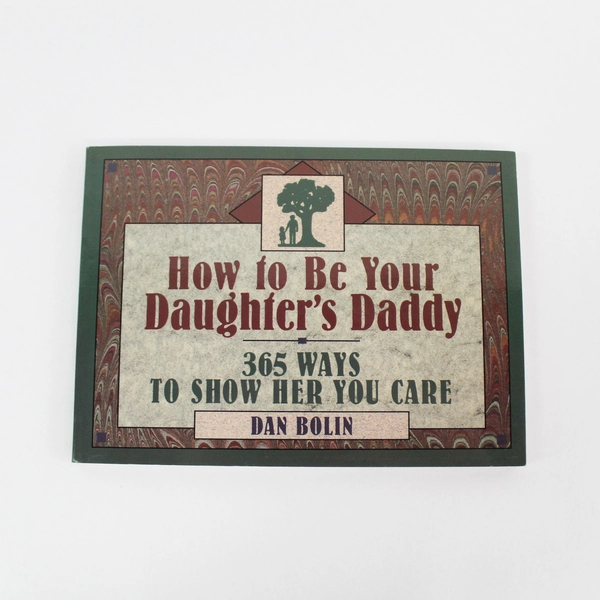 How to Be Your
Daughter's Daddy
365 WAYS
TO SHOW HER YOU CARE
DAN BOLIN